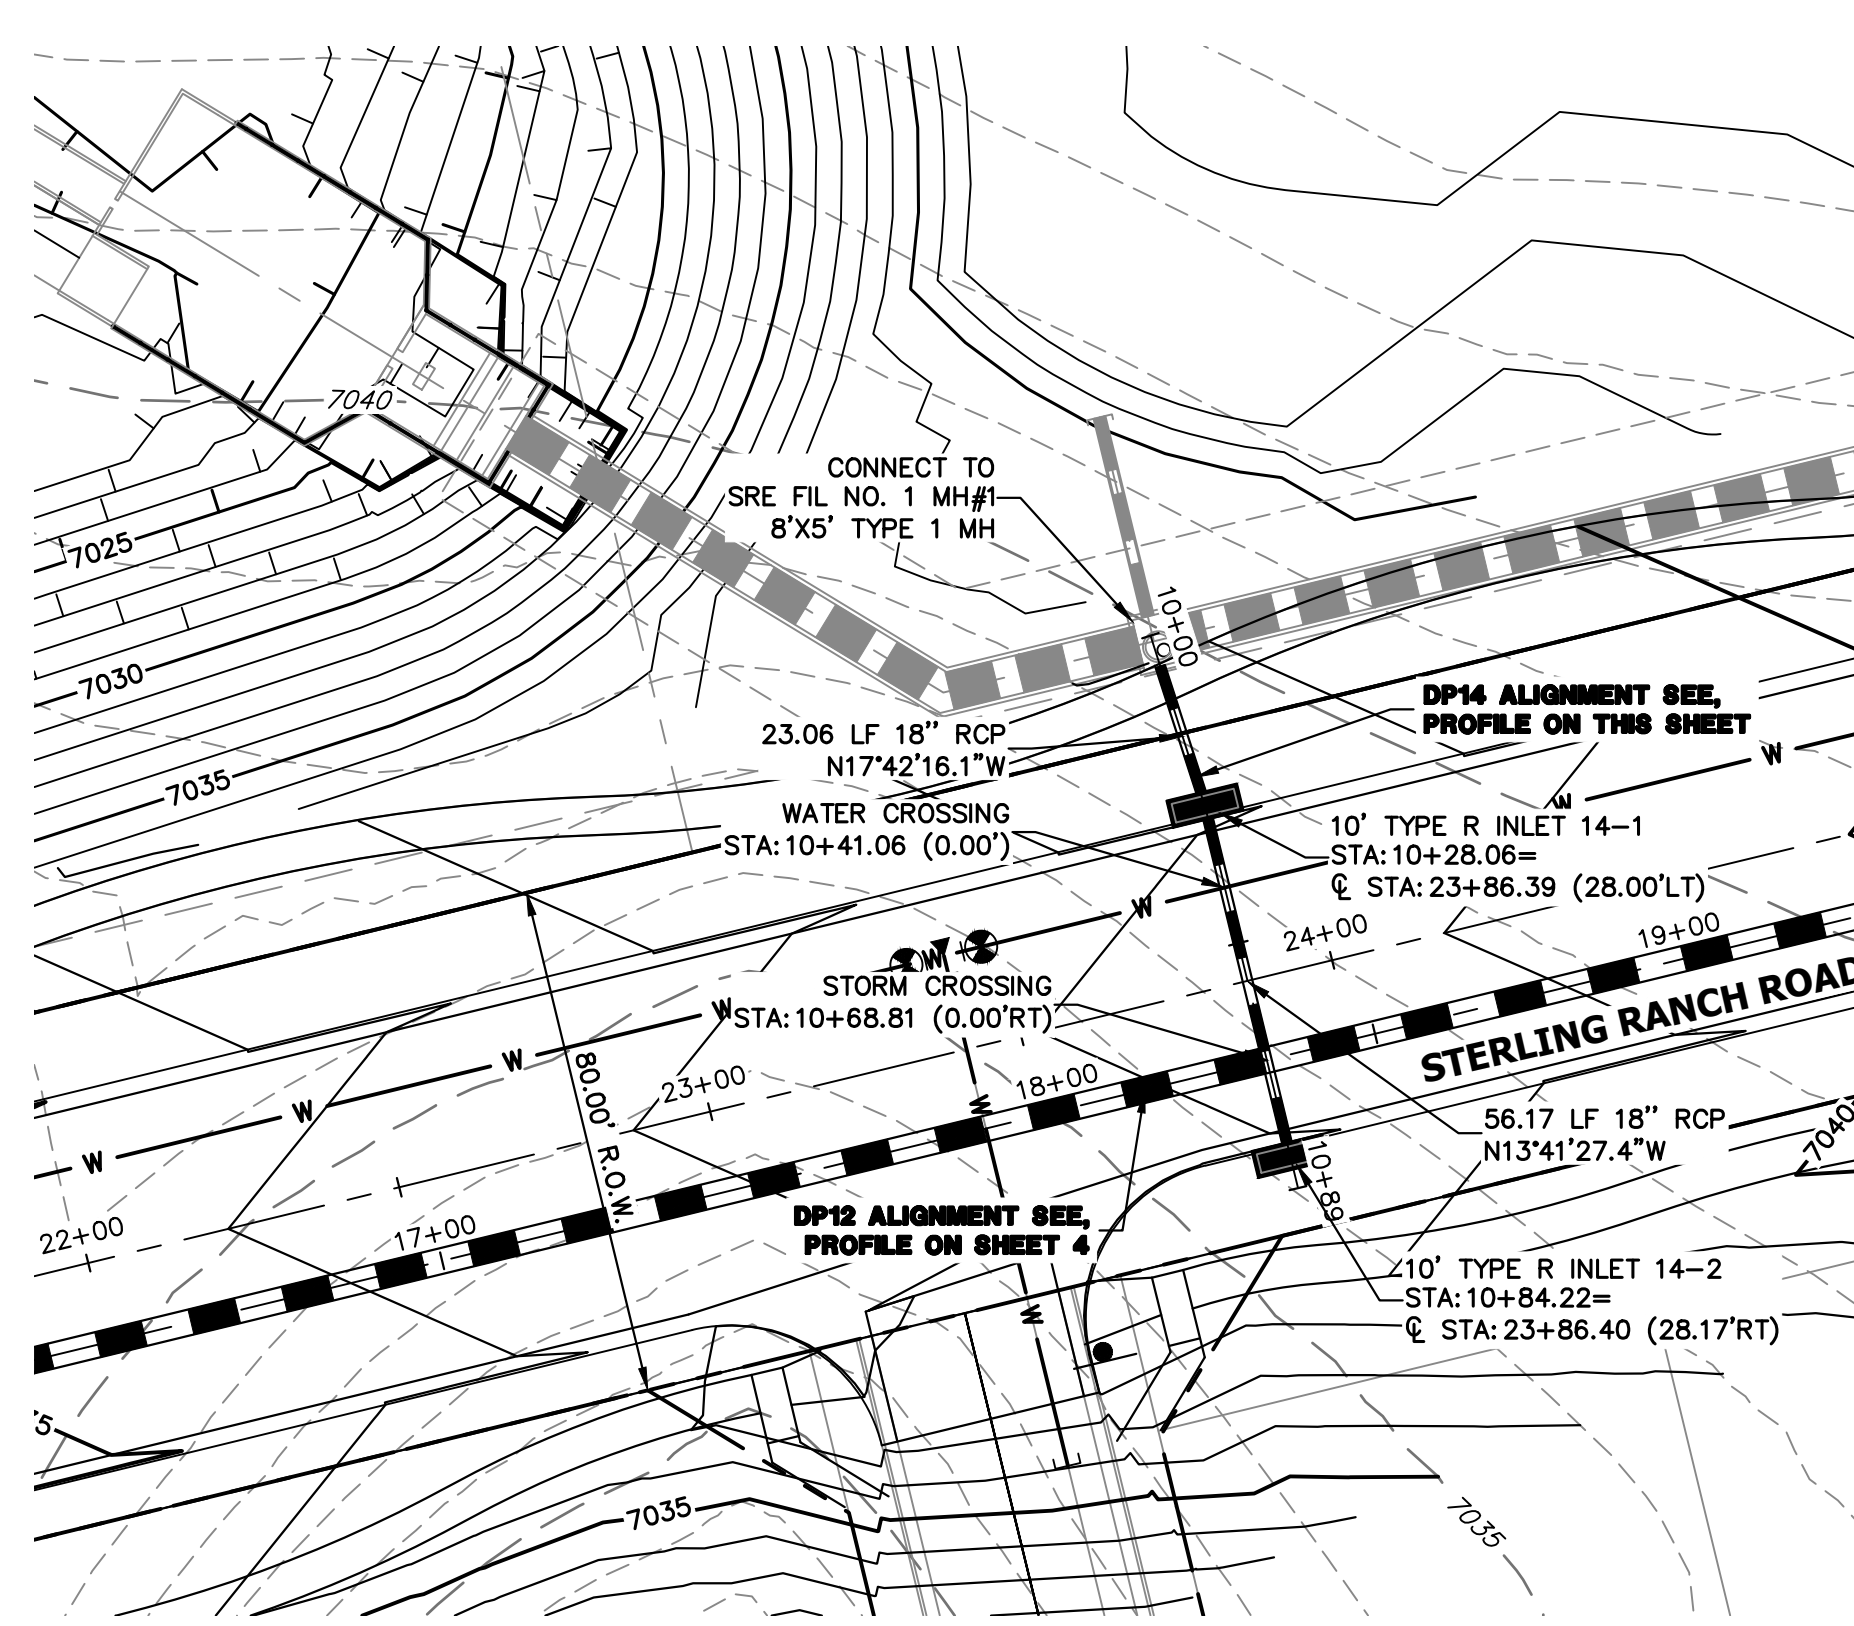 7040
CONNECT TO
SRE FIL NO. 1 MH#1
8'X5' TYPE 1 MH
7025
10+00
7030
DP14 ALIGNMENT SEE,
PROFILE ON THIS SHEET
23.06 LF 18" RCP
N17°42'16.1"W
W
7035
W
WATER CROSSING
STA:10+41.06 (0.00')
10' TYPE R INLET 14-1
STA:10+28.06=
℄ STA:23+86.39 (28.00'LT)
W
24+00
19+00
W
STORM CROSSING
STA:10+68.81 (0.00'RT)
W
STERLING RANCH ROAD
W
80.00' R.O.W.
23+00
18+00
W
W
56.17 LF 18" RCP
N13°41'27.4"W
7040
W
10+89
DP12 ALIGNMENT SEE,
PROFILE ON SHEET 4
22+00
17+00
10' TYPE R INLET 14-2
STA:10+84.22=
℄ STA:23+86.40 (28.17'RT)
W
7035
7035